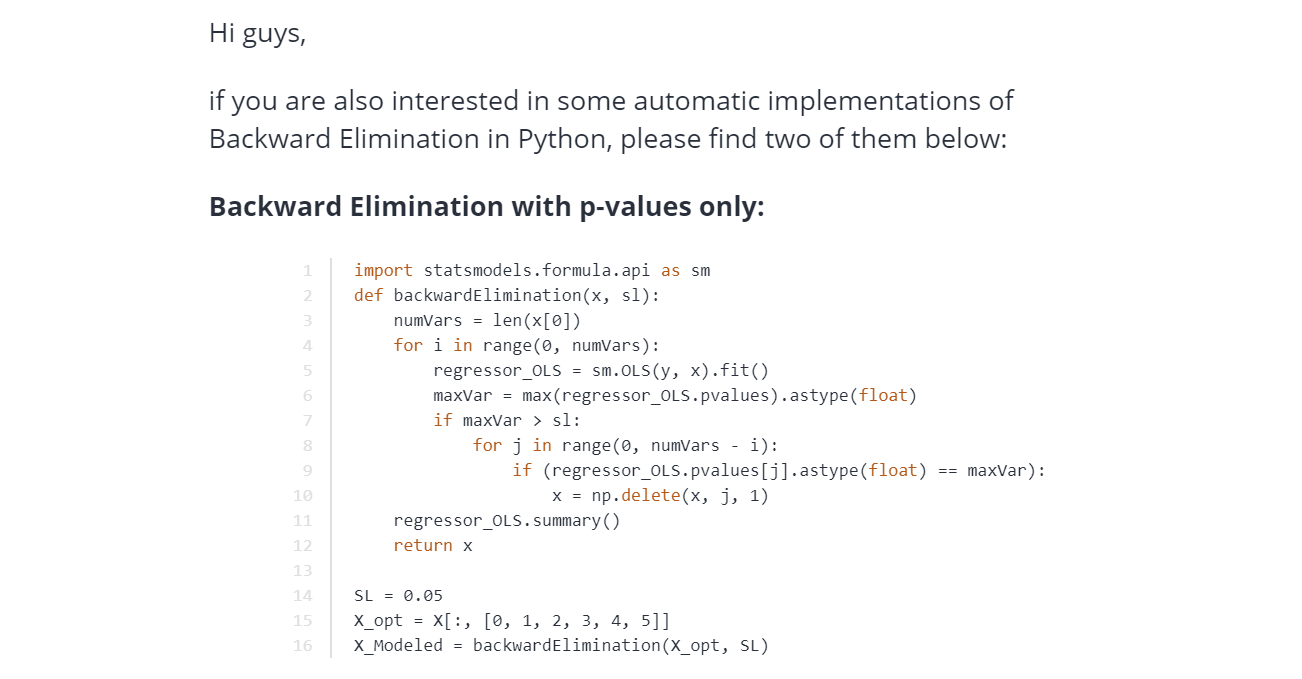 Hi guys,
if you are also interested in some automatic implementations of
Backward Elimination in Python, please find two of them below:
Backward Elimination with p-values only:
1 import statsmodels.formula.api as sm
2 def backwardElimination(x, sl):
3     numVars = len(x[0])
4     for i in range(0, numVars):
5         regressor_OLS = sm.OLS(y, x).fit()
6         maxVar = max(regressor_OLS.pvalues).astype(float)
7         if maxVar > sl:
8             for j in range(0, numVars - i):
9                 if (regressor_OLS.pvalues[j].astype(float) == maxVar):
10                     x = np.delete(x, j, 1)
11     regressor_OLS.summary()
12     return x
13
14 SL = 0.05
15 X_opt = X[:, [0, 1, 2, 3, 4, 5]]
16 X_Modeled = backwardElimination(X_opt, SL)